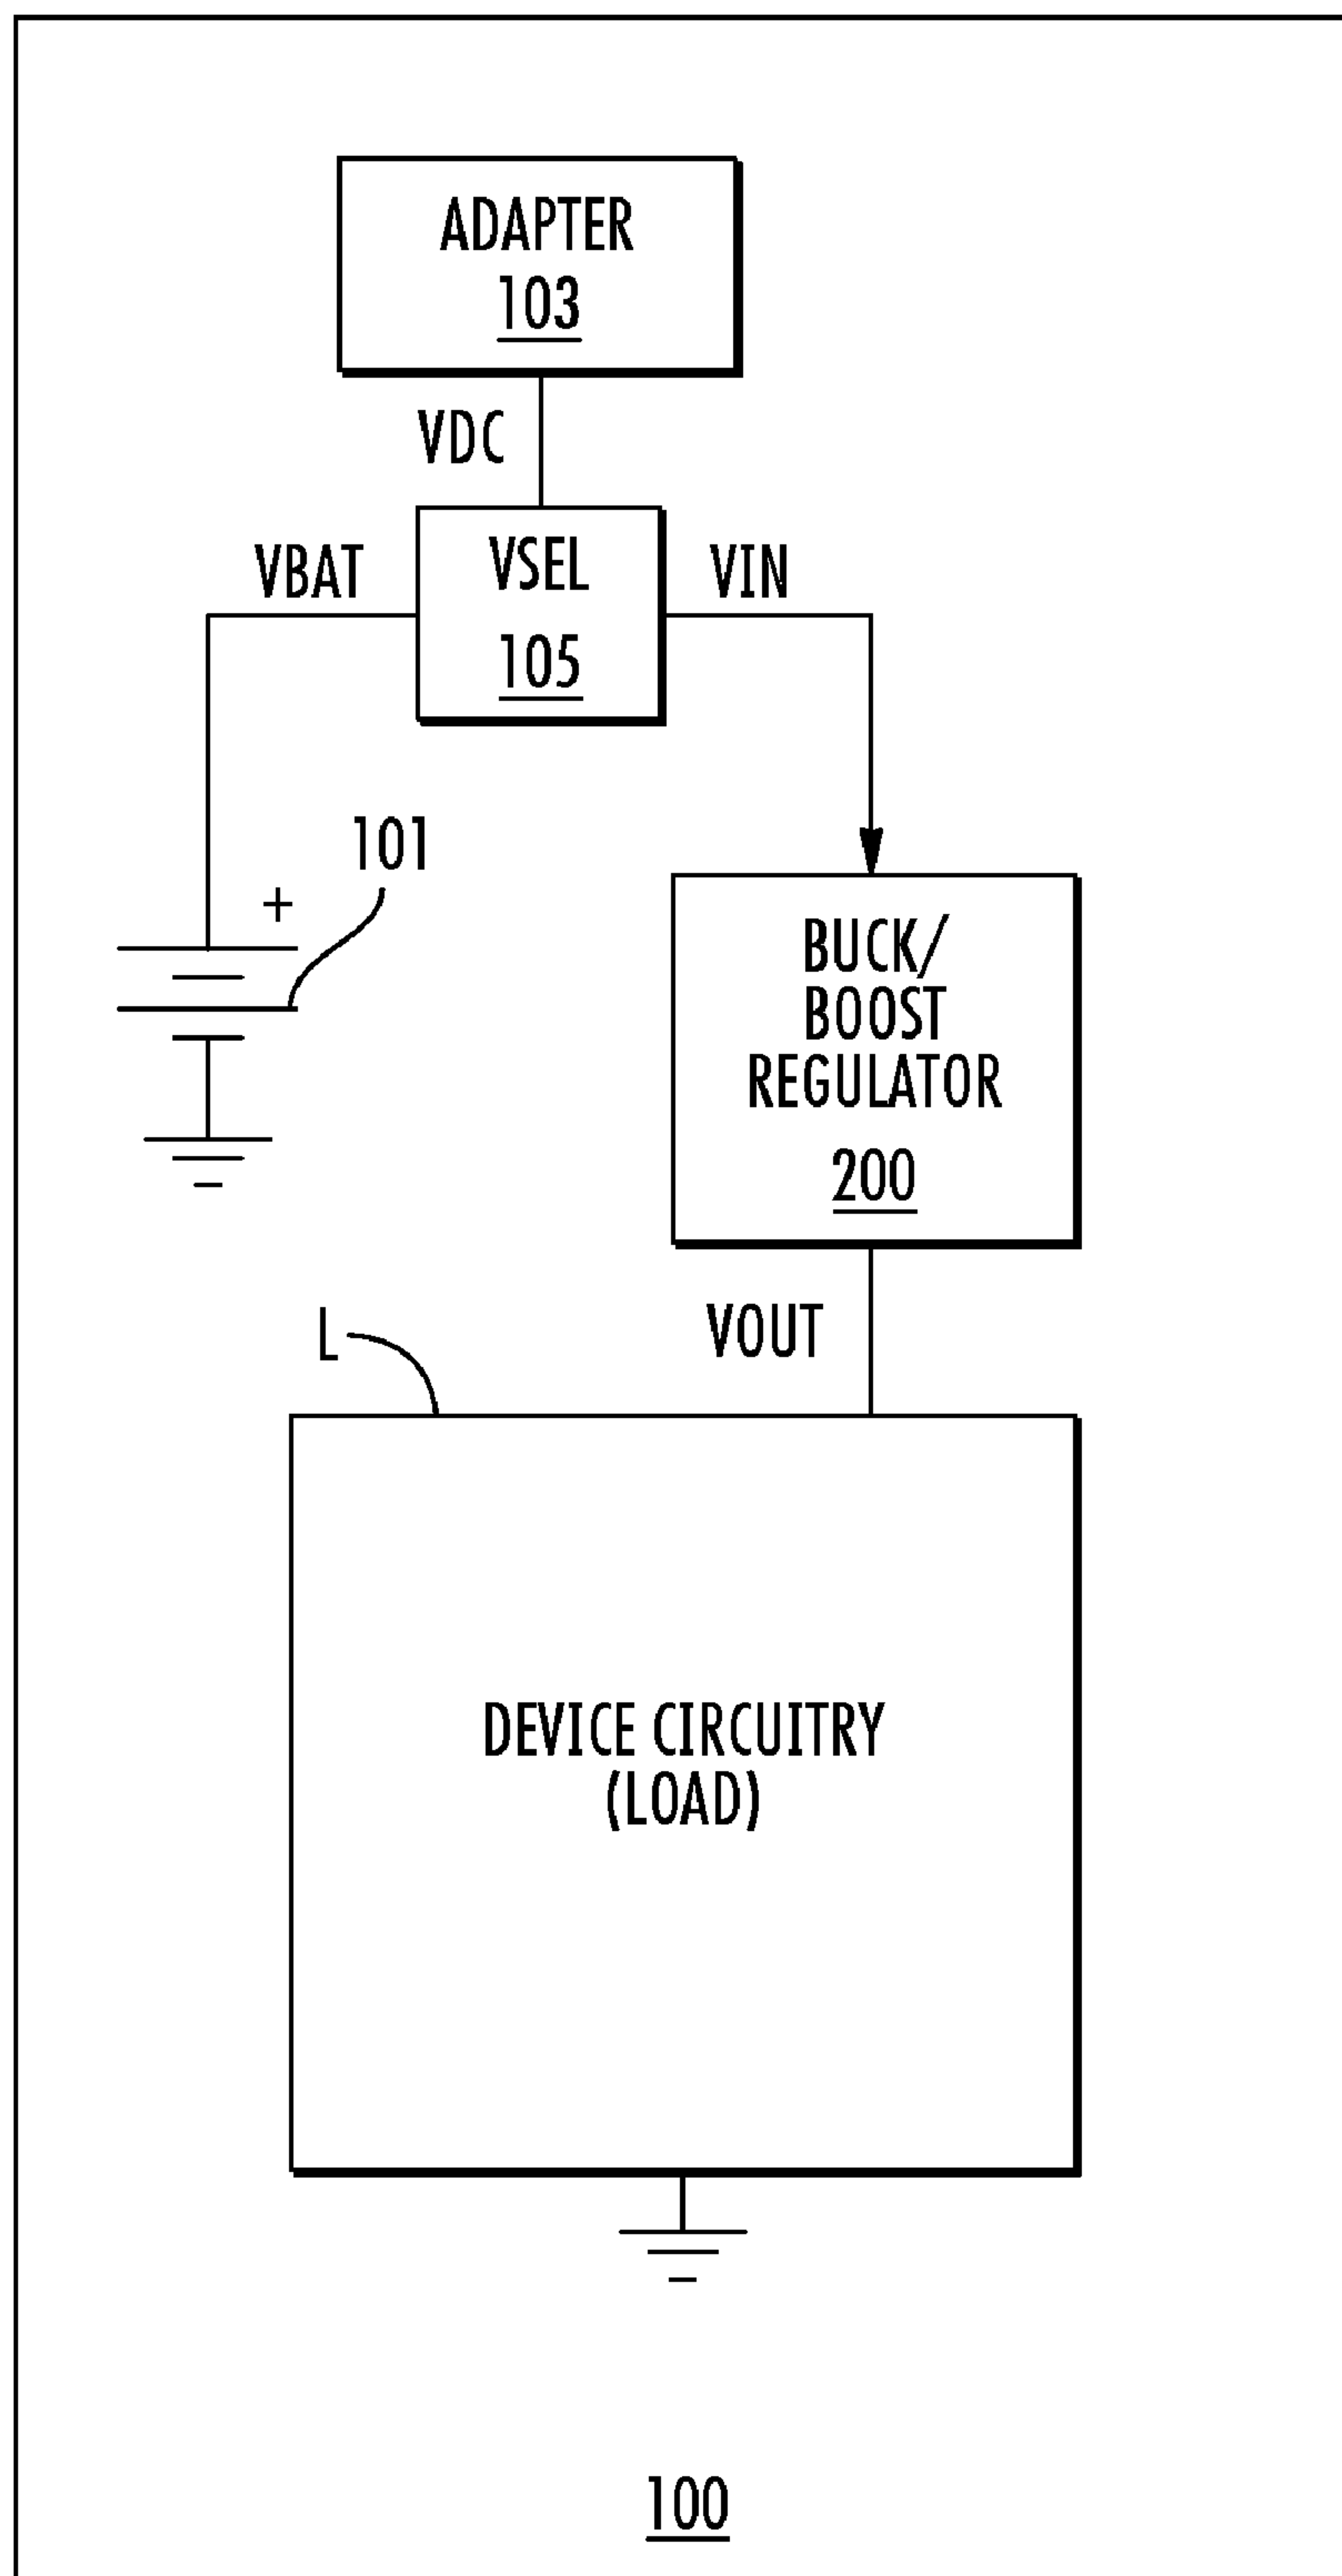 ADAPTER
103
VDC
VBAT
VSEL
105
VIN
101
+
BUCK/
BOOST
REGULATOR
200
L
VOUT
DEVICE CIRCUITRY
(LOAD)
100